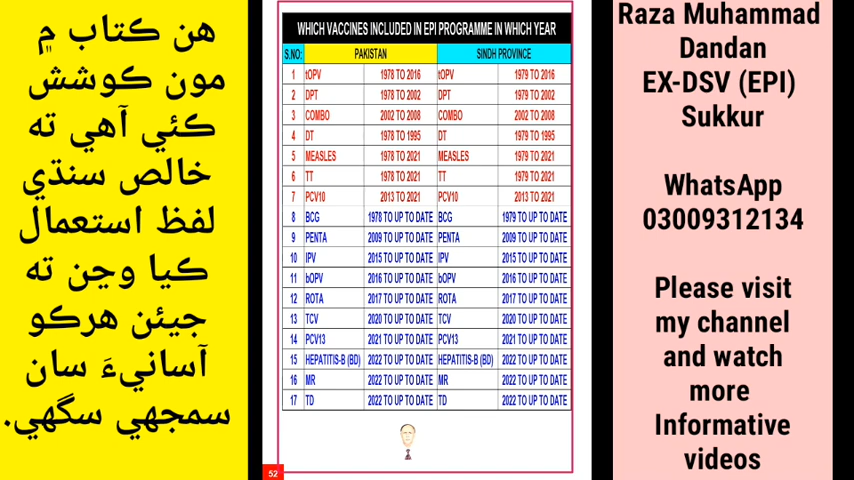 هن ڪتاب ۾
مون ڪوشش
ڪئي آهي ته
خالص سنڌي
لفظ استعمال
ڪيا وڃن ته
جيئن هرڪو
آسانيءَ سان
سمجهي سگهي.
WHICH VACCINES INCLUDED IN EPI PROGRAMME IN WHICH YEAR
S.NO: PAKISTAN SINDH PROVINCE
1 tOPV 1978 TO 2016 tOPV 1979 TO 2016
2 DPT 1978 TO 2002 DPT 1979 TO 2002
3 COMBO 2002 TO 2008 COMBO 2002 TO 2008
4 DT 1978 TO 1995 DT 1979 TO 1995
5 MEASLES 1978 TO 2021 MEASLES 1979 TO 2021
6 TT 1978 TO 2021 TT 1979 TO 2021
7 PCV10 2013 TO 2021 PCV10 2013 TO 2021
8 BCG 1978 TO UP TO DATE BCG 1979 TO UP TO DATE
9 PENTA 2009 TO UP TO DATE PENTA 2009 TO UP TO DATE
10 IPV 2015 TO UP TO DATE IPV 2015 TO UP TO DATE
11 bOPV 2016 TO UP TO DATE bOPV 2016 TO UP TO DATE
12 ROTA 2017 TO UP TO DATE ROTA 2017 TO UP TO DATE
13 TCV 2020 TO UP TO DATE TCV 2020 TO UP TO DATE
14 PCV13 2021 TO UP TO DATE PCV13 2021 TO UP TO DATE
15 HEPATITIS-B (BD) 2022 TO UP TO DATE HEPATITIS-B (BD) 2022 TO UP TO DATE
16 MR 2022 TO UP TO DATE MR 2022 TO UP TO DATE
17 TD 2022 TO UP TO DATE TD 2022 TO UP TO DATE
52
Raza Muhammad
Dandan
EX-DSV (EPI)
Sukkur
WhatsApp
03009312134
Please visit
my channel
and watch
more
Informative
videos